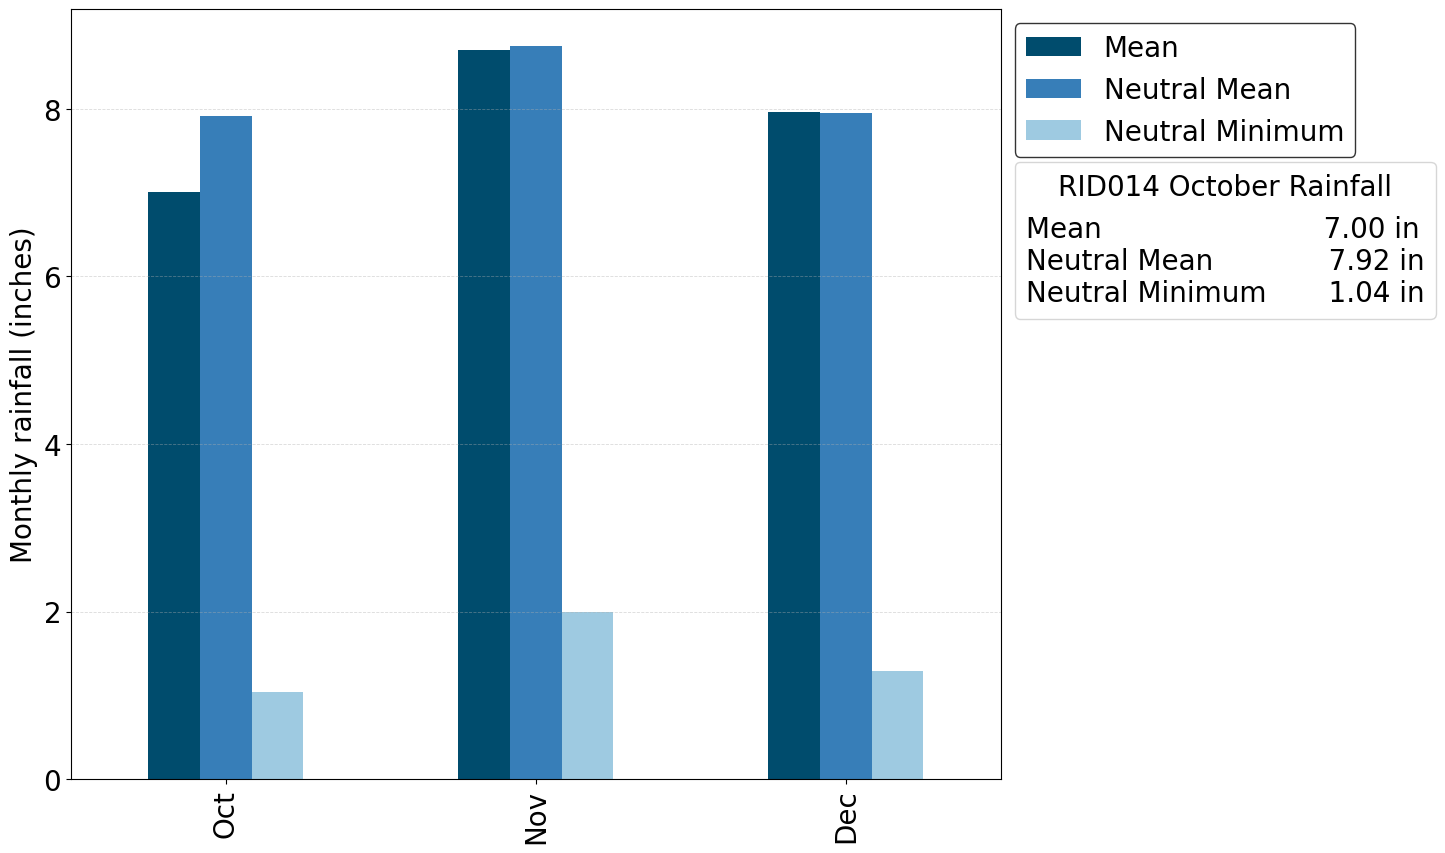 Monthly rainfall (inches)
8
6
4
2
0
Oct
Nov
Dec
Mean
Neutral Mean
Neutral Minimum
RID014 October Rainfall
Mean 7.00 in
Neutral Mean 7.92 in
Neutral Minimum 1.04 in